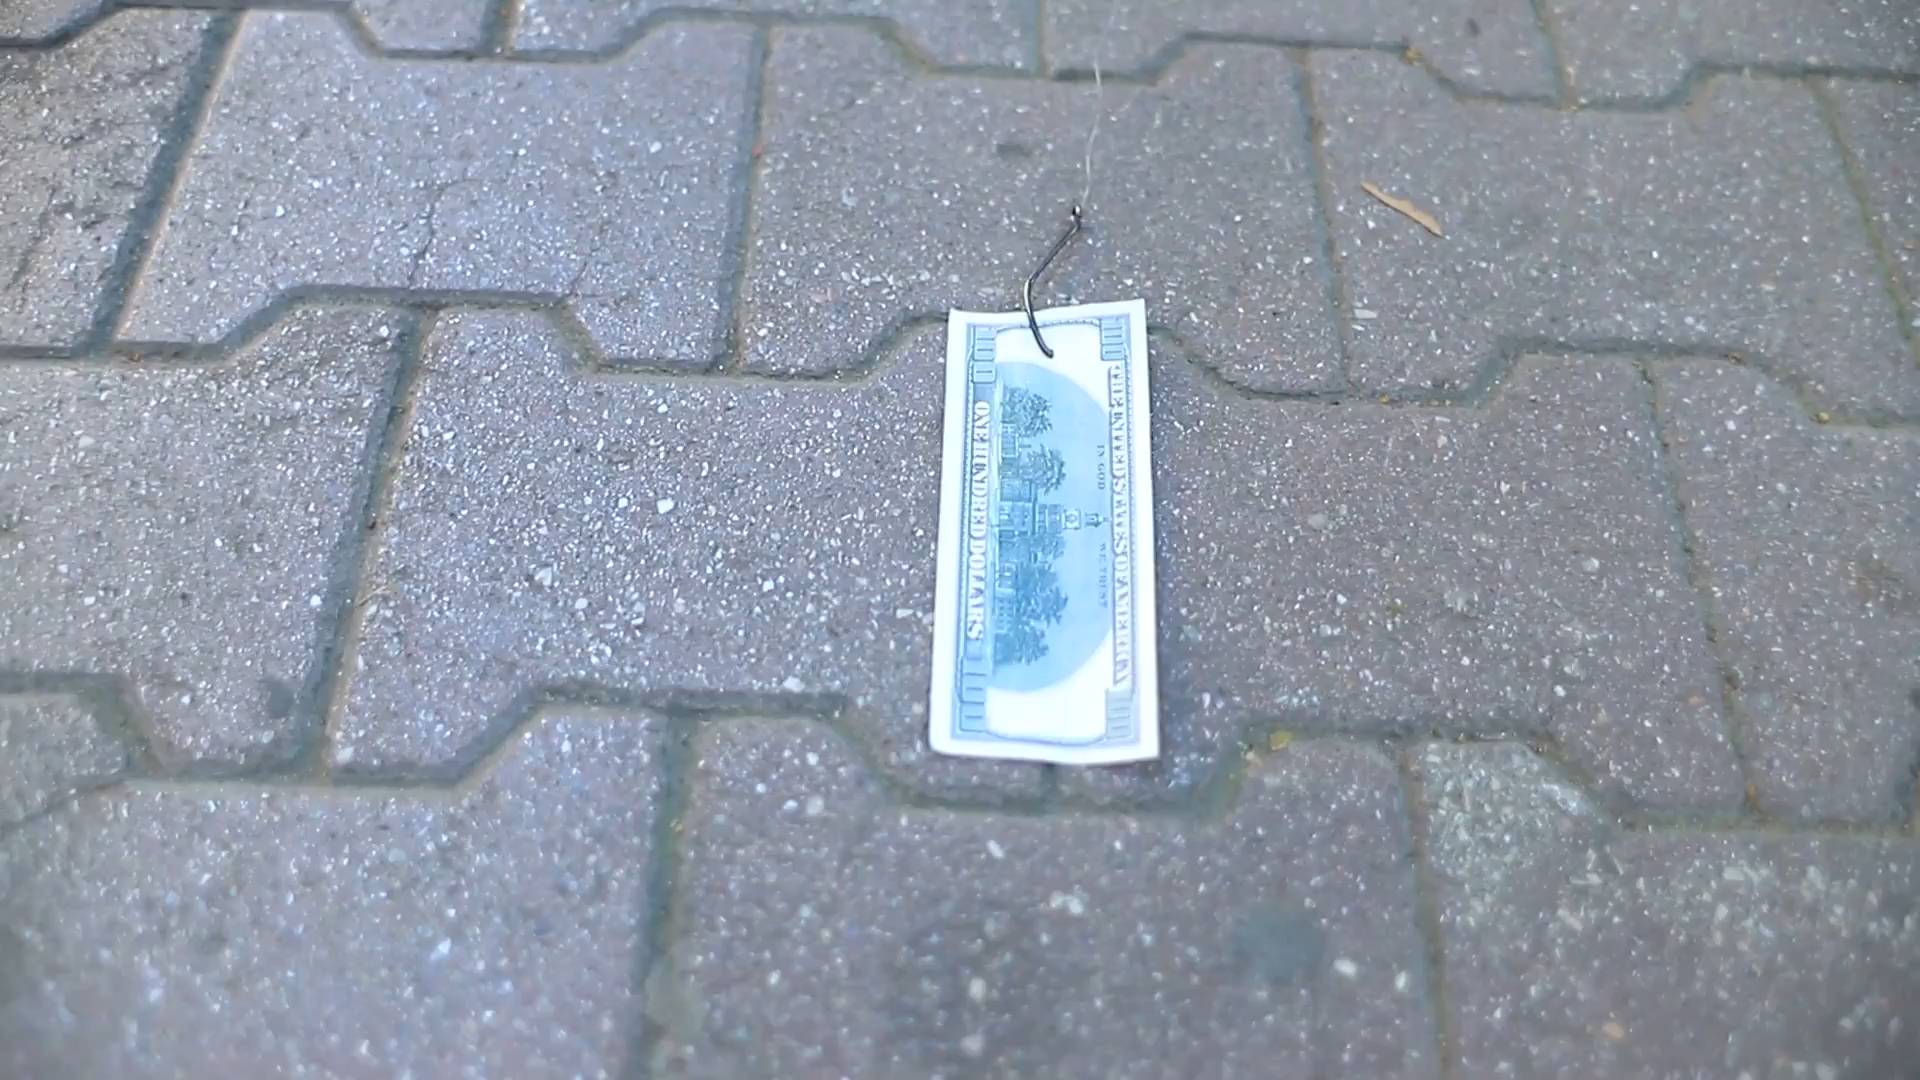 THE UNITED STATES OF AMERICA
IN GOD WE TRUST
ONE HUNDRED DOLLARS